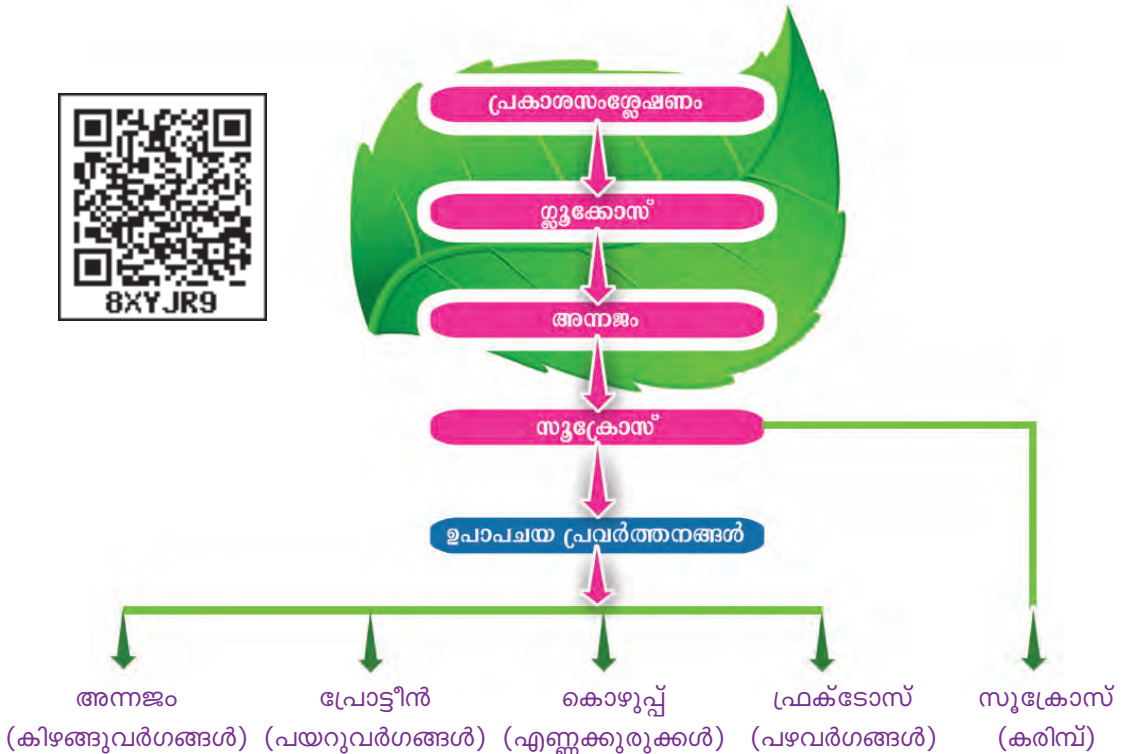 പ്രകാശസംശ്ലേഷണം
ഗ്ലൂക്കോസ്
അന്നജം
സൂക്രോസ്
ഉപാപചയ പ്രവർത്തനങ്ങൾ
8XYJR9
അന്നജം പ്രോട്ടീൻ കൊഴുപ്പ് ഫ്രക്ടോസ് സൂക്രോസ്
(കിഴങ്ങുവർഗങ്ങൾ) (പയറുവർഗങ്ങൾ) (എണ്ണക്കുരുക്കൾ) (പഴവർഗങ്ങൾ) (കരിമ്പ്)